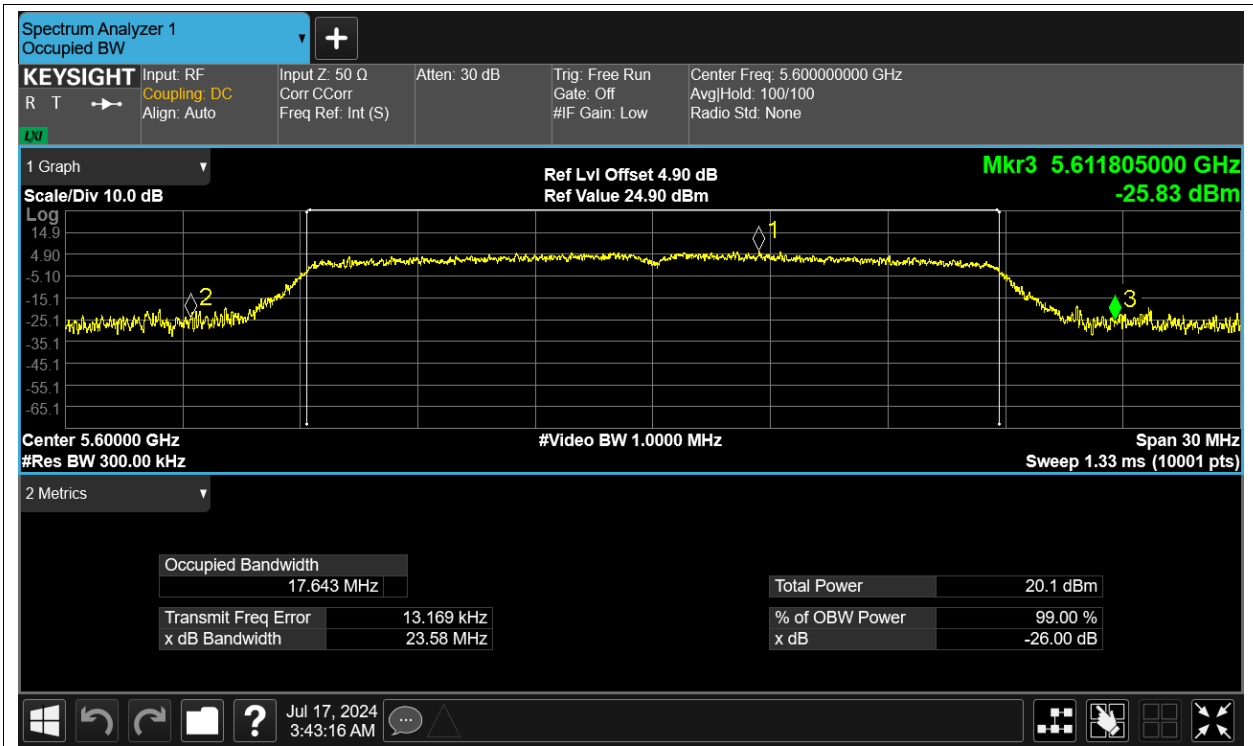 Spectrum Analyzer 1
Occupied BW
KEYSIGHT
R T
LXI
Input: RF
Coupling: DC
Align: Auto
Input Z: 50 Ω
Corr CCorr
Freq Ref: Int (S)
Atten: 30 dB
Trig: Free Run
Gate: Off
#IF Gain: Low
Center Freq: 5.600000000 GHz
Avg|Hold: 100/100
Radio Std: None
1 Graph
Scale/Div 10.0 dB
Ref Lvl Offset 4.90 dB
Ref Value 24.90 dBm
Mkr3 5.611805000 GHz
-25.83 dBm
Log
14.9
4.90
-5.10
-15.1
-25.1
-35.1
-45.1
-55.1
-65.1
1
2
3
Center 5.60000 GHz
#Video BW 1.0000 MHz
Span 30 MHz
#Res BW 300.00 kHz
Sweep 1.33 ms (10001 pts)
2 Metrics
Occupied Bandwidth
17.643 MHz
Transmit Freq Error 13.169 kHz
x dB Bandwidth 23.58 MHz
Total Power 20.1 dBm
% of OBW Power 99.00 %
x dB -26.00 dB
?
Jul 17, 2024
3:43:16 AM